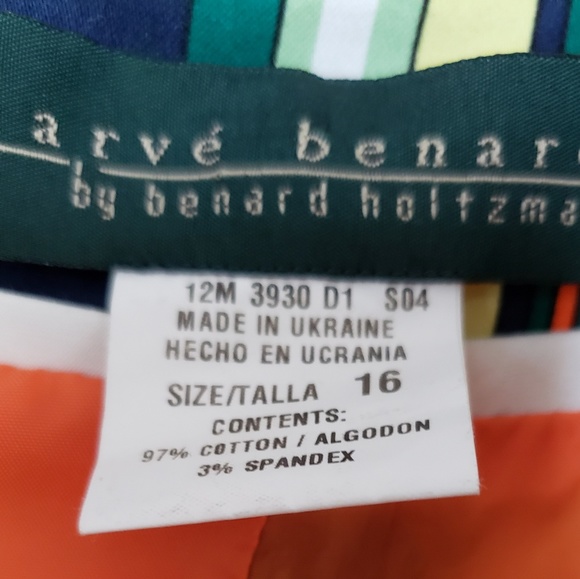 arvé benar
by benard holtzma
12M 3930 D1 S04
MADE IN UKRAINE
HECHO EN UCRANIA
SIZE/TALLA 16
CONTENTS:
97% COTTON / ALGODON
3% SPANDEX